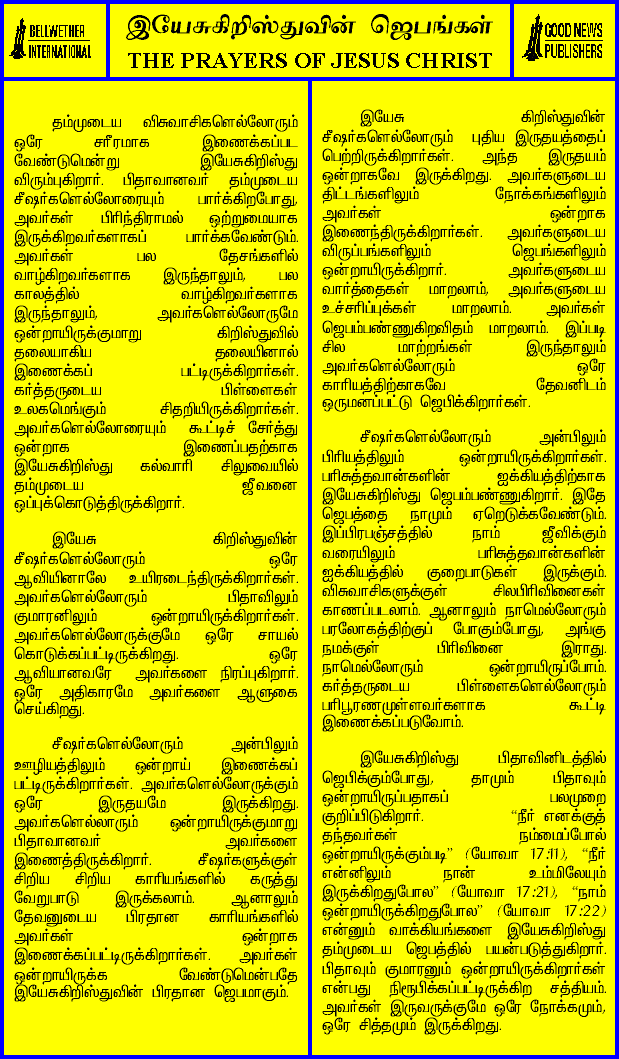 BELLWETHER
INTERNATIONAL
இயேசுகிறிஸ்துவின் ஜெபங்கள்
THE PRAYERS OF JESUS CHRIST
GOOD NEWS
PUBLISHERS
தம்முடைய விசுவாசிகளெல்லோரும்
ஒரே சரீரமாக இணைக்கப்பட
வேண்டுமென்று இயேசுகிறிஸ்து
விரும்புகிறார். பிதாவானவர் தம்முடைய
சீஷர்களெல்லோரையும் பார்க்கிறபோது,
அவர்கள் பிரிந்திராமல் ஒற்றுமையாக
இருக்கிறவர்களாகப் பார்க்கவேண்டும்.
அவர்கள் பல தேசங்களில்
வாழ்கிறவர்களாக இருந்தாலும், பல
காலத்தில் வாழ்கிறவர்களாக
இருந்தாலும், அவர்களெல்லோருமே
ஒன்றாயிருக்குமாறு கிறிஸ்துவில்
தலையாகிய தலையினால்
இணைக்கப் பட்டிருக்கிறார்கள்.
கர்த்தருடைய பிள்ளைகள்
உலகமெங்கும் சிதறியிருக்கிறார்கள்.
அவர்களெல்லோரையும் கூட்டிச் சேர்த்து
ஒன்றாக இணைப்பதற்காக
இயேசுகிறிஸ்து கல்வாரி சிலுவையில்
தம்முடைய ஜீவனை
ஒப்புக்கொடுத்திருக்கிறார்.
இயேசு கிறிஸ்துவின்
சீஷர்களெல்லோரும் ஒரே
ஆவியினாலே உயிரடைந்திருக்கிறார்கள்.
அவர்களெல்லோரும் பிதாவிலும்
குமாரனிலும் ஒன்றாயிருக்கிறார்கள்.
அவர்களெல்லோருக்குமே ஒரே சாயல்
கொடுக்கப்பட்டிருக்கிறது. ஒரே
ஆவியானவரே அவர்களை நிரப்புகிறார்.
ஒரே அதிகாரமே அவர்களை ஆளுகை
செய்கிறது.
சீஷர்களெல்லோரும் அன்பிலும்
ஊழியத்திலும் ஒன்றாய் இணைக்கப்
பட்டிருக்கிறார்கள். அவர்களெல்லோருக்கும்
ஒரே இருதயமே இருக்கிறது.
அவர்களெல்லாரும் ஒன்றாயிருக்குமாறு
பிதாவானவர் அவர்களை
இணைத்திருக்கிறார். சீஷர்களுக்குள்
சிறிய சிறிய காரியங்களில் கருத்து
வேறுபாடு இருக்கலாம். ஆனாலும்
தேவனுடைய பிரதான காரியங்களில்
அவர்கள் ஒன்றாக
இணைக்கப்பட்டிருக்கிறார்கள். அவர்கள்
ஒன்றாயிருக்க வேண்டுமென்பதே
இயேசுகிறிஸ்துவின் பிரதான ஜெபமாகும்.
இயேசு கிறிஸ்துவின்
சீஷர்களெல்லோரும் புதிய இருதயத்தைப்
பெற்றிருக்கிறார்கள். அந்த இருதயம்
ஒன்றாகவே இருக்கிறது. அவர்களுடைய
திட்டங்களிலும் நோக்கங்களிலும்
அவர்கள் ஒன்றாக
இணைந்திருக்கிறார்கள். அவர்களுடைய
விருப்பங்களிலும் ஜெபங்களிலும்
ஒன்றாயிருக்கிறார். அவர்களுடைய
வார்த்தைகள் மாறலாம், அவர்களுடைய
உச்சரிப்புக்கள் மாறலாம். அவர்கள்
ஜெபம்பண்ணுகிறவிதம் மாறலாம். இப்படி
சில மாற்றங்கள் இருந்தாலும்
அவர்களெல்லோரும் ஒரே
காரியத்திற்காகவே தேவனிடம்
ஒருமனப்பட்டு ஜெபிக்கிறார்கள்.
சீஷர்களெல்லோரும் அன்பிலும்
பிரியத்திலும் ஒன்றாயிருக்கிறார்கள்.
பரிசுத்தவான்களின் ஐக்கியத்திற்காக
இயேசுகிறிஸ்து ஜெபம்பண்ணுகிறார். இதே
ஜெபத்தை நாமும் ஏறெடுக்கவேண்டும்.
இப்பிரபஞ்சத்தில் நாம் ஜீவிக்கும்
வரையிலும் பரிசுத்தவான்களின்
ஐக்கியத்தில் குறைபாடுகள் இருக்கும்.
விசுவாசிகளுக்குள் சிலபிரிவினைகள்
காணப்படலாம். ஆனாலும் நாமெல்லோரும்
பரலோகத்திற்குப் போகும்போது, அங்கு
நமக்குள் பிரிவினை இராது.
நாமெல்லோரும் ஒன்றாயிருப்போம்.
கர்த்தருடைய பிள்ளைகளெல்லோரும்
பரிபூரணமுள்ளவர்களாக கூட்டி
இணைக்கப்படுவோம்.
இயேசுகிறிஸ்து பிதாவினிடத்தில்
ஜெபிக்கும்போது, தாமும் பிதாவும்
ஒன்றாயிருப்பதாகப் பலமுறை
குறிப்பிடுகிறார். “நீர் எனக்குத்
தந்தவர்கள் நம்மைப்போல்
ஒன்றாயிருக்கும்படி” (யோவா 17:11), “நீர்
என்னிலும் நான் உம்மிலேயும்
இருக்கிறதுபோல” (யோவா 17:21), “நாம்
ஒன்றாயிருக்கிறதுபோல” (யோவா 17:22)
என்னும் வாக்கியங்களை இயேசுகிறிஸ்து
தம்முடைய ஜெபத்தில் பயன்படுத்துகிறார்.
பிதாவும் குமாரனும் ஒன்றாயிருக்கிறார்கள்
என்பது நிரூபிக்கப்பட்டிருக்கிற சத்தியம்.
அவர்கள் இருவருக்குமே ஒரே நோக்கமும்,
ஒரே சித்தமும் இருக்கிறது.